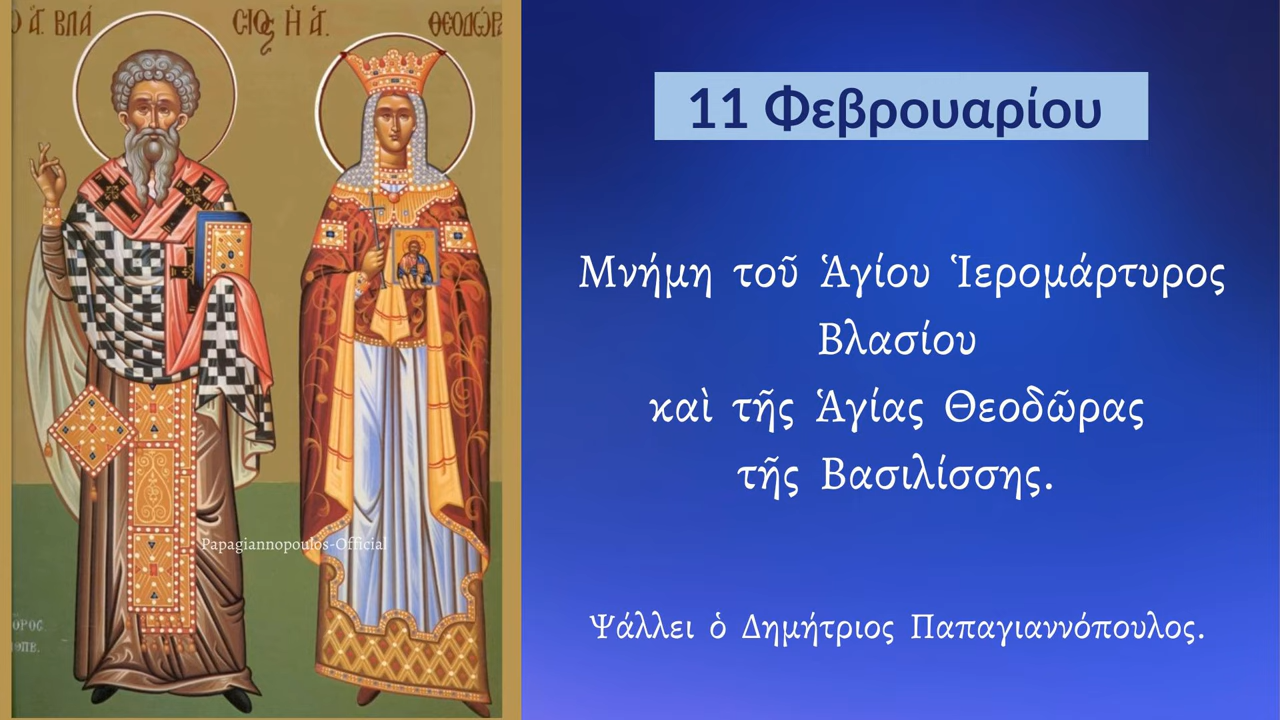 Ὁ Ἅ. ΒΛΑ
ΣΙΟς Ἡ Ἁ.
ΘΕΟΔΩΡΑ
11 Φεβρουαρίου
Μνήμη τοῦ Ἁγίου Ἱερομάρτυρος
Βλασίου
καὶ τῆς Ἁγίας Θεοδῶρας
τῆς Βασιλίσσης.
Papagiannopoulos-Official
Ψάλλει ὁ Δημήτριος Παπαγιαννόπουλος.